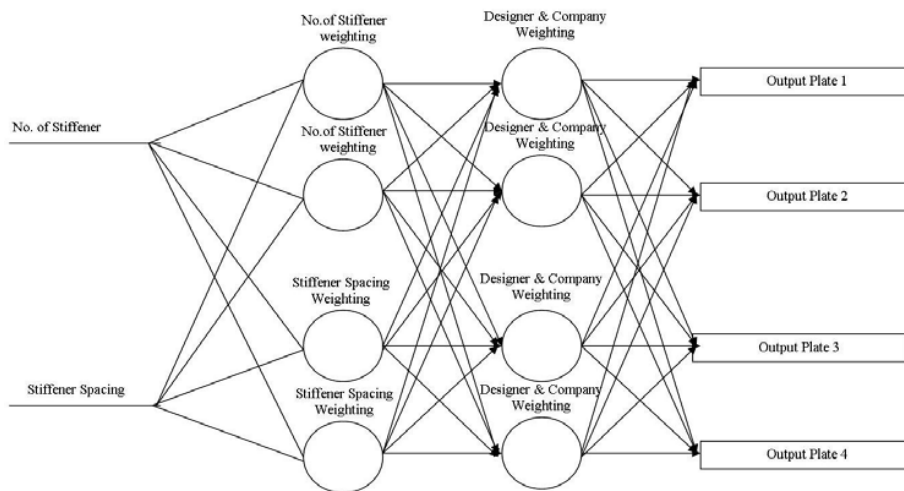 No.of Stiffener
weighting
Designer & Company
Weighting
Output Plate 1
No. of Stiffener
No.of Stiffener
weighting
Designer & Company
Weighting
Output Plate 2
Stiffener Spacing
Weighting
Designer & Company
Weighting
Output Plate 3
Stiffener Spacing
Stiffener Spacing
Weighting
Designer & Company
Weighting
Output Plate 4